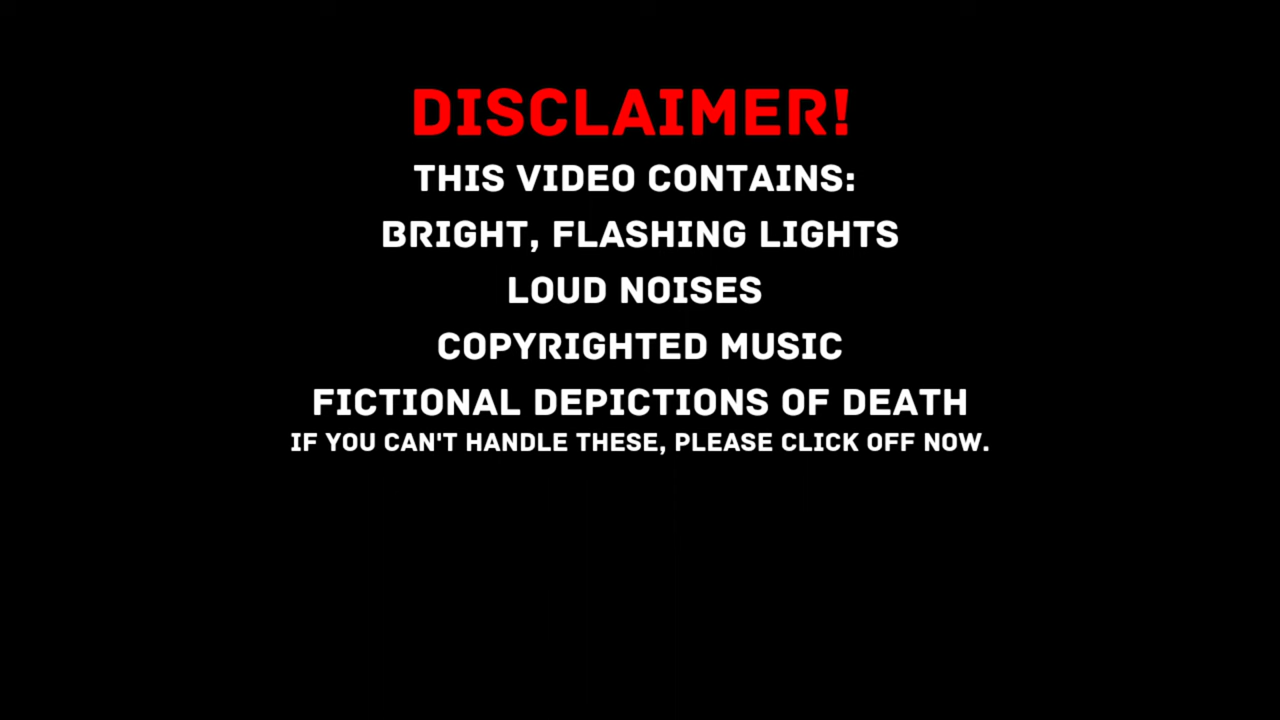 DISCLAIMER!
THIS VIDEO CONTAINS:
BRIGHT, FLASHING LIGHTS
LOUD NOISES
COPYRIGHTED MUSIC
FICTIONAL DEPICTIONS OF DEATH
IF YOU CAN'T HANDLE THESE, PLEASE CLICK OFF NOW.